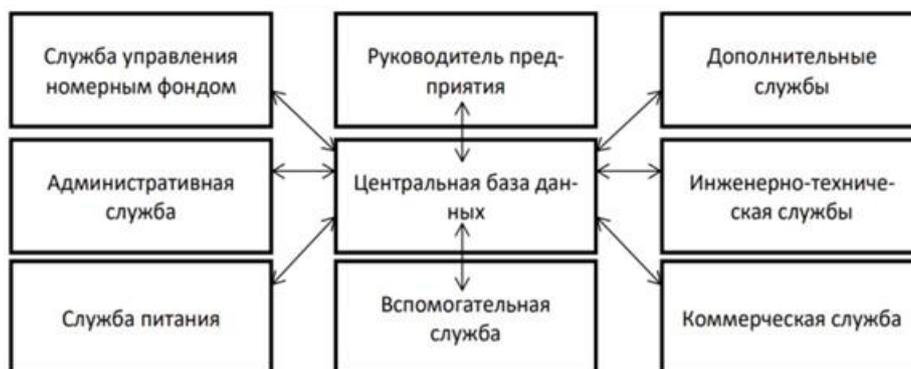 Служба управления
номерным фондом
Руководитель пред-
приятия
Дополнительные
службы
Административная
служба
Центральная база дан-
ных
Инженерно-техниче-
ская службы
Служба питания
Вспомогательная
служба
Коммерческая служба